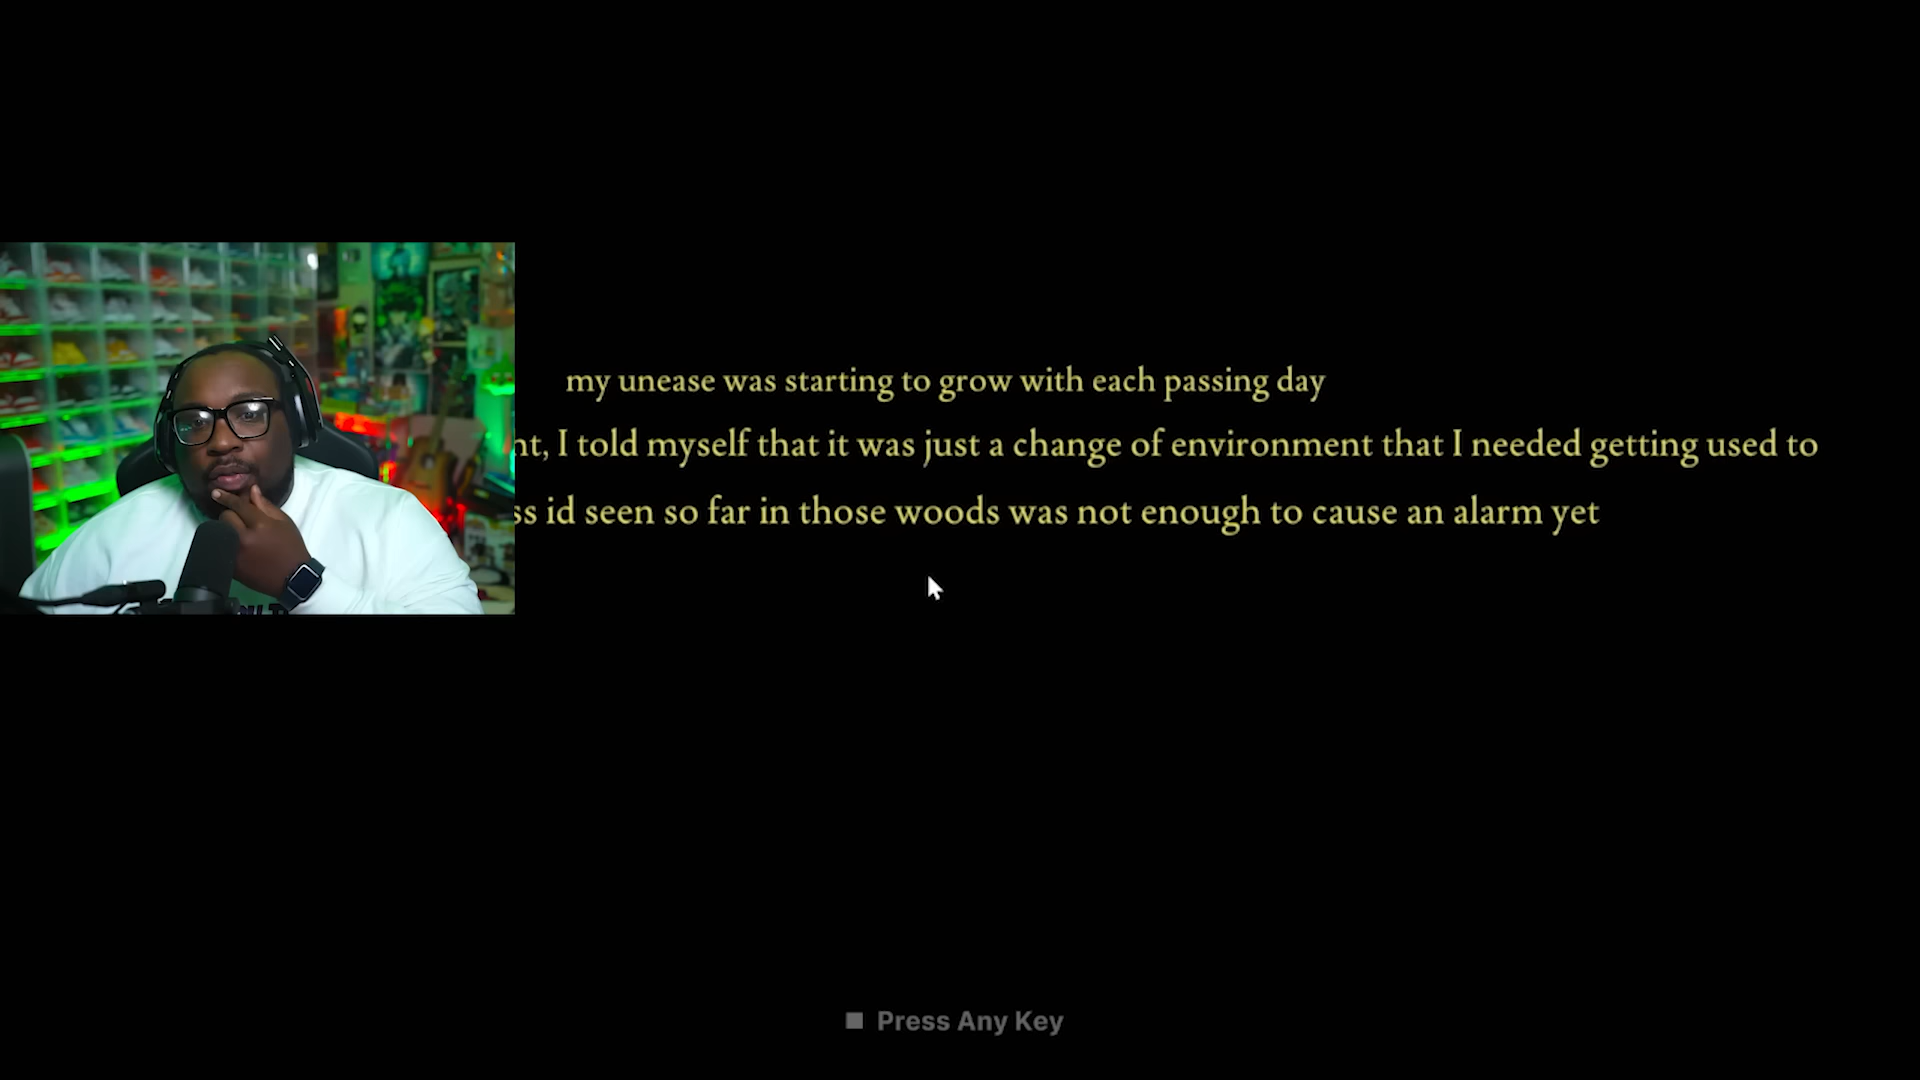 my unease was starting to grow with each passing day
I told myself that it was just a change of environment that I needed getting used to
id seen so far in those woods was not enough to cause an alarm yet
Press Any Key